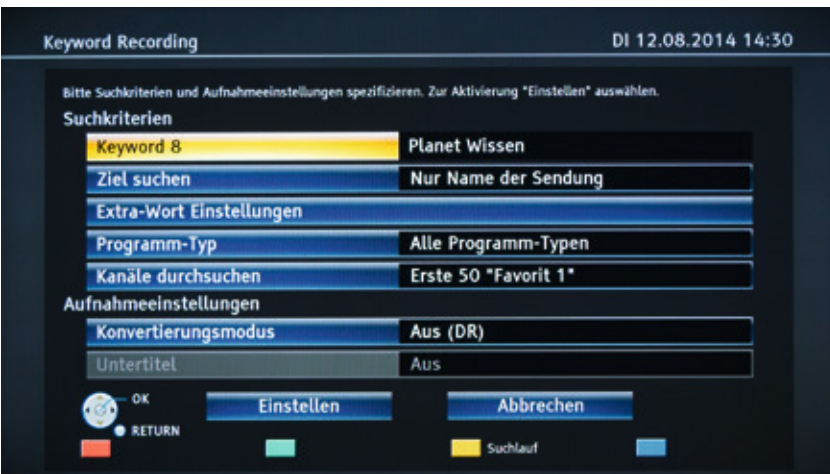 Keyword Recording DI 12.08.2014 14:30
Bitte Suchkriterien und Aufnahmeeinstellungen spezifizieren. Zur Aktivierung "Einstellen" auswählen.
Suchkriterien
Keyword 8 Planet Wissen
Ziel suchen Nur Name der Sendung
Extra-Wort Einstellungen
Programm-Typ Alle Programm-Typen
Kanäle durchsuchen Erste 50 "Favorit 1"
Aufnahmeeinstellungen
Konvertierungsmodus Aus (DR)
Untertitel Aus
OK
Einstellen Abbrechen
RETURN
Suchlauf